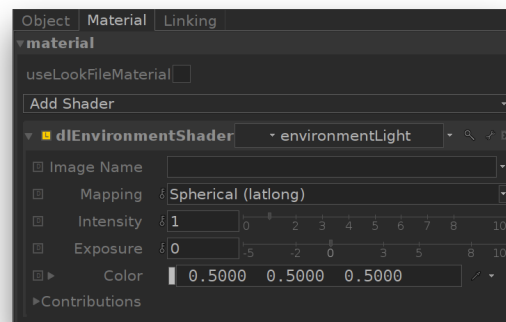 Object Material Linking
material
useLookFileMaterial
Add Shader
dlEnvironmentShader environmentLight
Image Name
Mapping Spherical (latlong)
Intensity 1 0 2 3 4 5 6 7 8 10
Exposure 0 -5 -2 0 3 5 8 10
Color 0.5000 0.5000 0.5000
Contributions